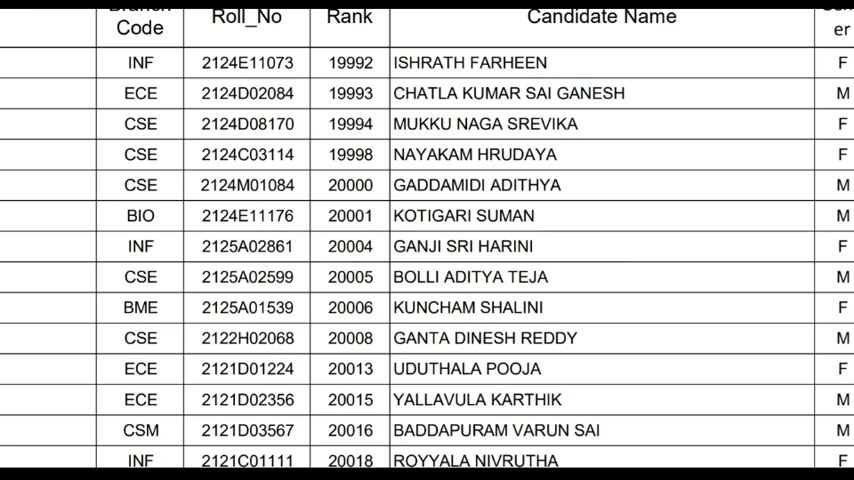 Branch Code Roll_No Rank Candidate Name er
INF 2124E11073 19992 ISHRATH FARHEEN F
ECE 2124D02084 19993 CHATLA KUMAR SAI GANESH M
CSE 2124D08170 19994 MUKKU NAGA SREVIKA F
CSE 2124C03114 19998 NAYAKAM HRUDAYA F
CSE 2124M01084 20000 GADDAMIDI ADITHYA M
BIO 2124E11176 20001 KOTIGARI SUMAN M
INF 2125A02861 20004 GANJI SRI HARINI F
CSE 2125A02599 20005 BOLLI ADITYA TEJA M
BME 2125A01539 20006 KUNCHAM SHALINI F
CSE 2122H02068 20008 GANTA DINESH REDDY M
ECE 2121D01224 20013 UDUTHALA POOJA F
ECE 2121D02356 20015 YALLAVULA KARTHIK M
CSM 2121D03567 20016 BADDAPURAM VARUN SAI M
INF 2121C01111 20018 ROYYALA NIVRUTHA F